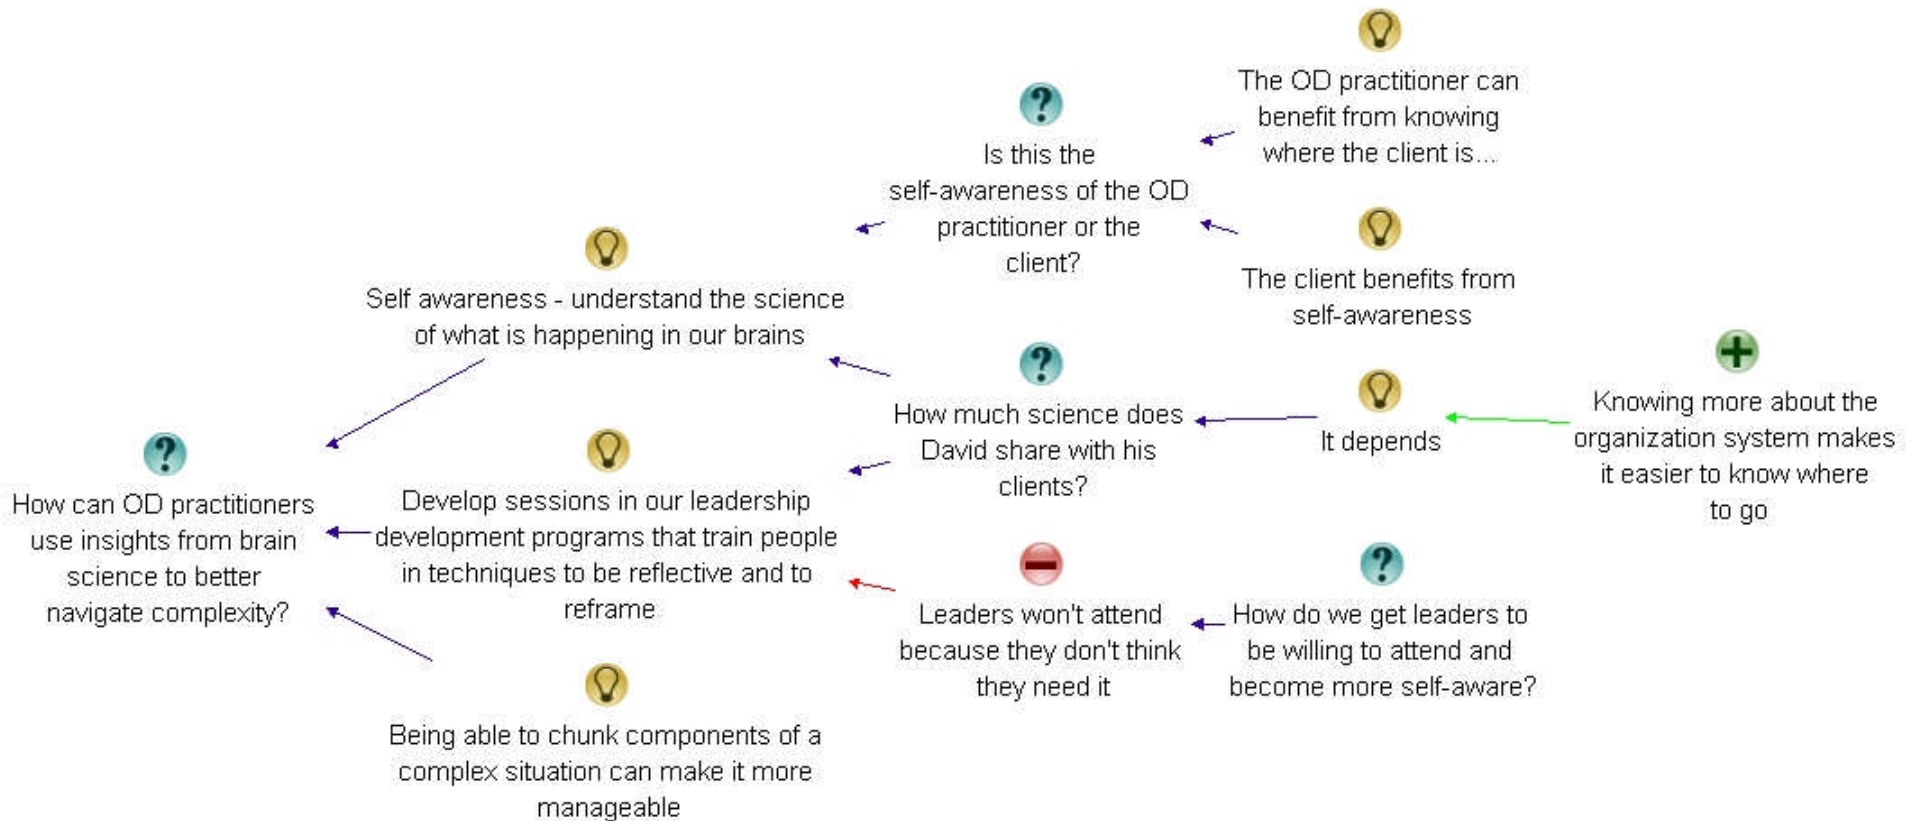 How can OD practitioners
use insights from brain
science to better
navigate complexity?
Self awareness - understand the science
of what is happening in our brains
Develop sessions in our leadership
development programs that train people
in techniques to be reflective and to
reframe
Being able to chunk components of a
complex situation can make it more
manageable
Is this the
self-awareness of the OD
practitioner or the
client?
How much science does
David share with his
clients?
Leaders won't attend
because they don't think
they need it
The OD practitioner can
benefit from knowing
where the client is...
The client benefits from
self-awareness
It depends
How do we get leaders to
be willing to attend and
become more self-aware?
Knowing more about the
organization system makes
it easier to know where
to go